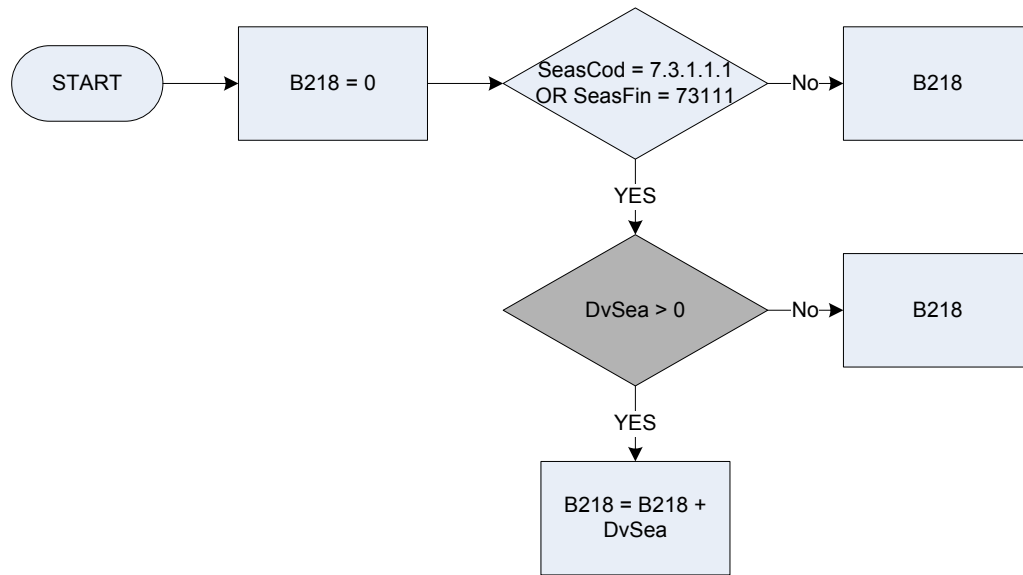 START
B218 = 0
SeasCod = 7.3.1.1.1
OR SeasFin = 73111
No
B218
YES
DvSea > 0
No
B218
YES
B218 = B218 +
DvSea